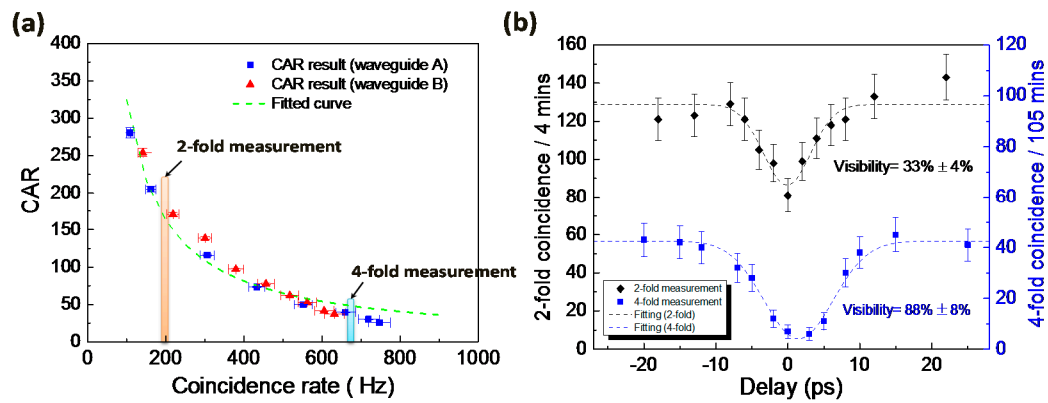 (a)
400
350
300
250
200
150
100
50
0
CAR
CAR result (waveguide A)
CAR result (waveguide B)
Fitted curve
2-fold measurement
4-fold measurement
0 200 400 600 800 1000
Coincidence rate ( Hz)
(b)
160
140
120
100
80
60
40
20
0
2-fold coincidence / 4 mins
Visibility= 33% ± 4%
Visibility= 88% ± 8%
2-fold measurement
4-fold measurement
Fitting (2-fold)
Fitting (4-fold)
-20 -10 0 10 20
Delay (ps)
120
100
80
60
40
20
0
4-fold coincidence / 105 mins